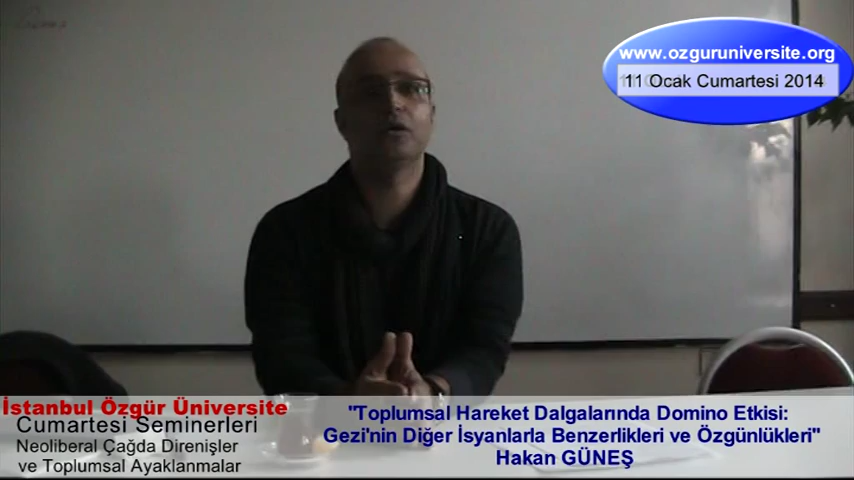 www.ozguruniversite.org
11 Ocak Cumartesi 2014
İstanbul Özgür Üniversite
Cumartesi Seminerleri
Neoliberal Çağda Direnişler
ve Toplumsal Ayaklanmalar
"Toplumsal Hareket Dalgalarında Domino Etkisi:
Gezi'nin Diğer İsyanlarla Benzerlikleri ve Özgünlükleri"
Hakan GÜNEŞ